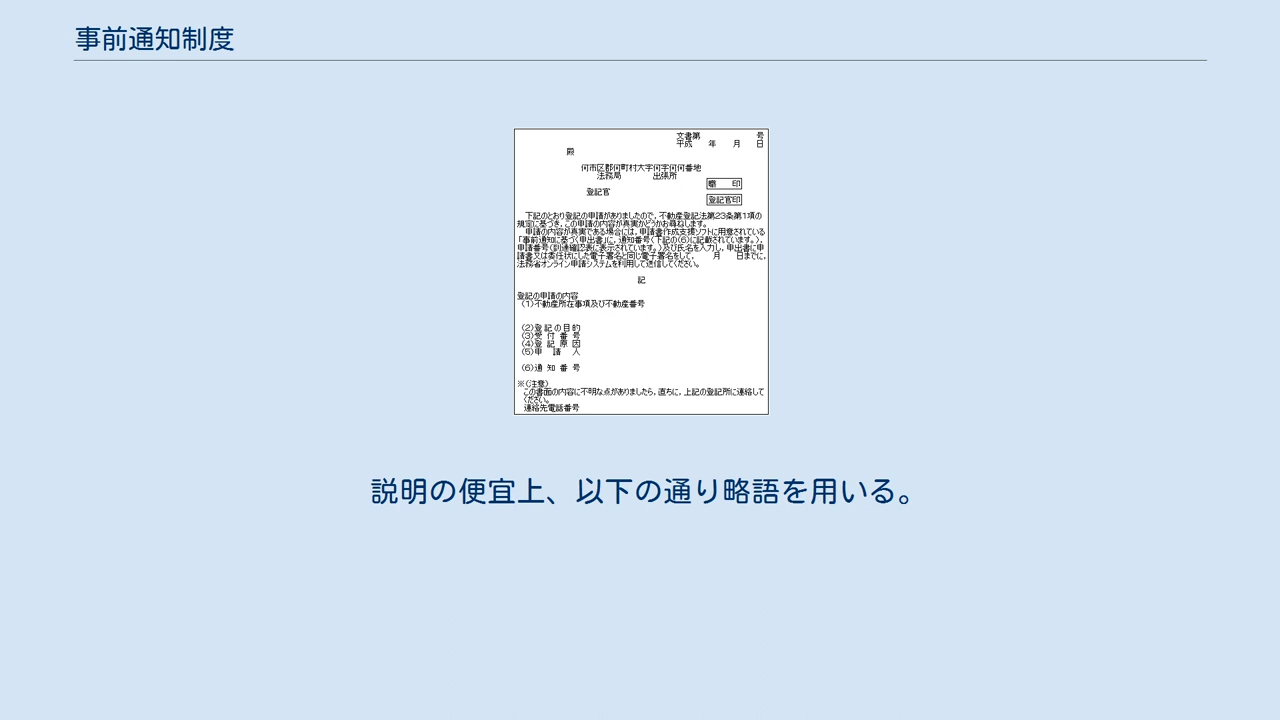 事前通知制度
文書第 号
平成 年 月 日
殿
何市区郡何町村大字何字何何番地
法務局 出張所
職 印
登記官
登記官印
下記のとおり登記の申請がありましたので,不動産登記法第23条第1項の
規定に基づき,この申請の内容が真実かどうかお尋ねします。
申請の内容が真実である場合には,申請書作成支援ソフトに用意されている
「事前通知に基づく申出書」に,通知番号(下記の(6)に記載されています。),
申請番号(到達確認表に表示されています。)及び氏名を入力し,申出書に申
請書又は委任状にした電子署名と同じ電子署名をして, 月 日までに,
法務省オンライン申請システムを利用して送信してください。
記
登記の申請の内容
(1)不動産所在事項及び不動産番号
(2)登記の目的
(3)受付番号
(4)登記原因
(5)申請人
(6)通知番号
※(注意)
この書面の内容に不明な点がありましたら,直ちに,上記の登記所に連絡して
ください。
連絡先電話番号
説明の便宜上、以下の通り略語を用いる。